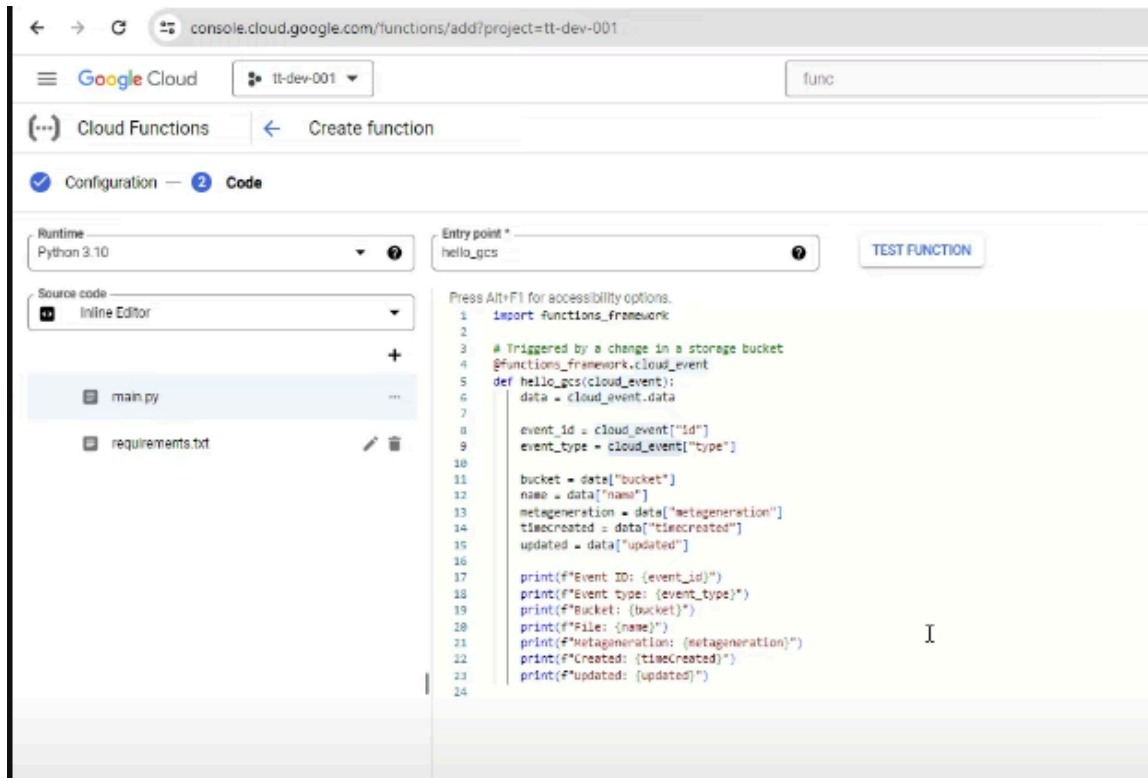 console.cloud.google.com/functions/add?project=tt-dev-001
Google Cloud
tt-dev-001
func
Cloud Functions
Create function
Configuration
2
Code
Runtime
Python 3.10
Entry point *
hello_gcs
TEST FUNCTION
Source code
Inline Editor
main.py
requirements.txt
Press Alt+F1 for accessibility options.
1 import functions_framework
2
3 # Triggered by a change in a storage bucket
4 @functions_framework.cloud_event
5 def hello_gcs(cloud_event):
6 data = cloud_event.data
7
8 event_id = cloud_event["id"]
9 event_type = cloud_event["type"]
10
11 bucket = data["bucket"]
12 name = data["name"]
13 metageneration = data["metageneration"]
14 timecreated = data["timecreated"]
15 updated = data["updated"]
16
17 print(f"Event ID: {event_id}")
18 print(f"Event type: {event_type}")
19 print(f"Bucket: {bucket}")
20 print(f"File: {name}")
21 print(f"Metageneration: {metageneration}")
22 print(f"Created: {timeCreated}")
23 print(f"updated: {updated}")
24